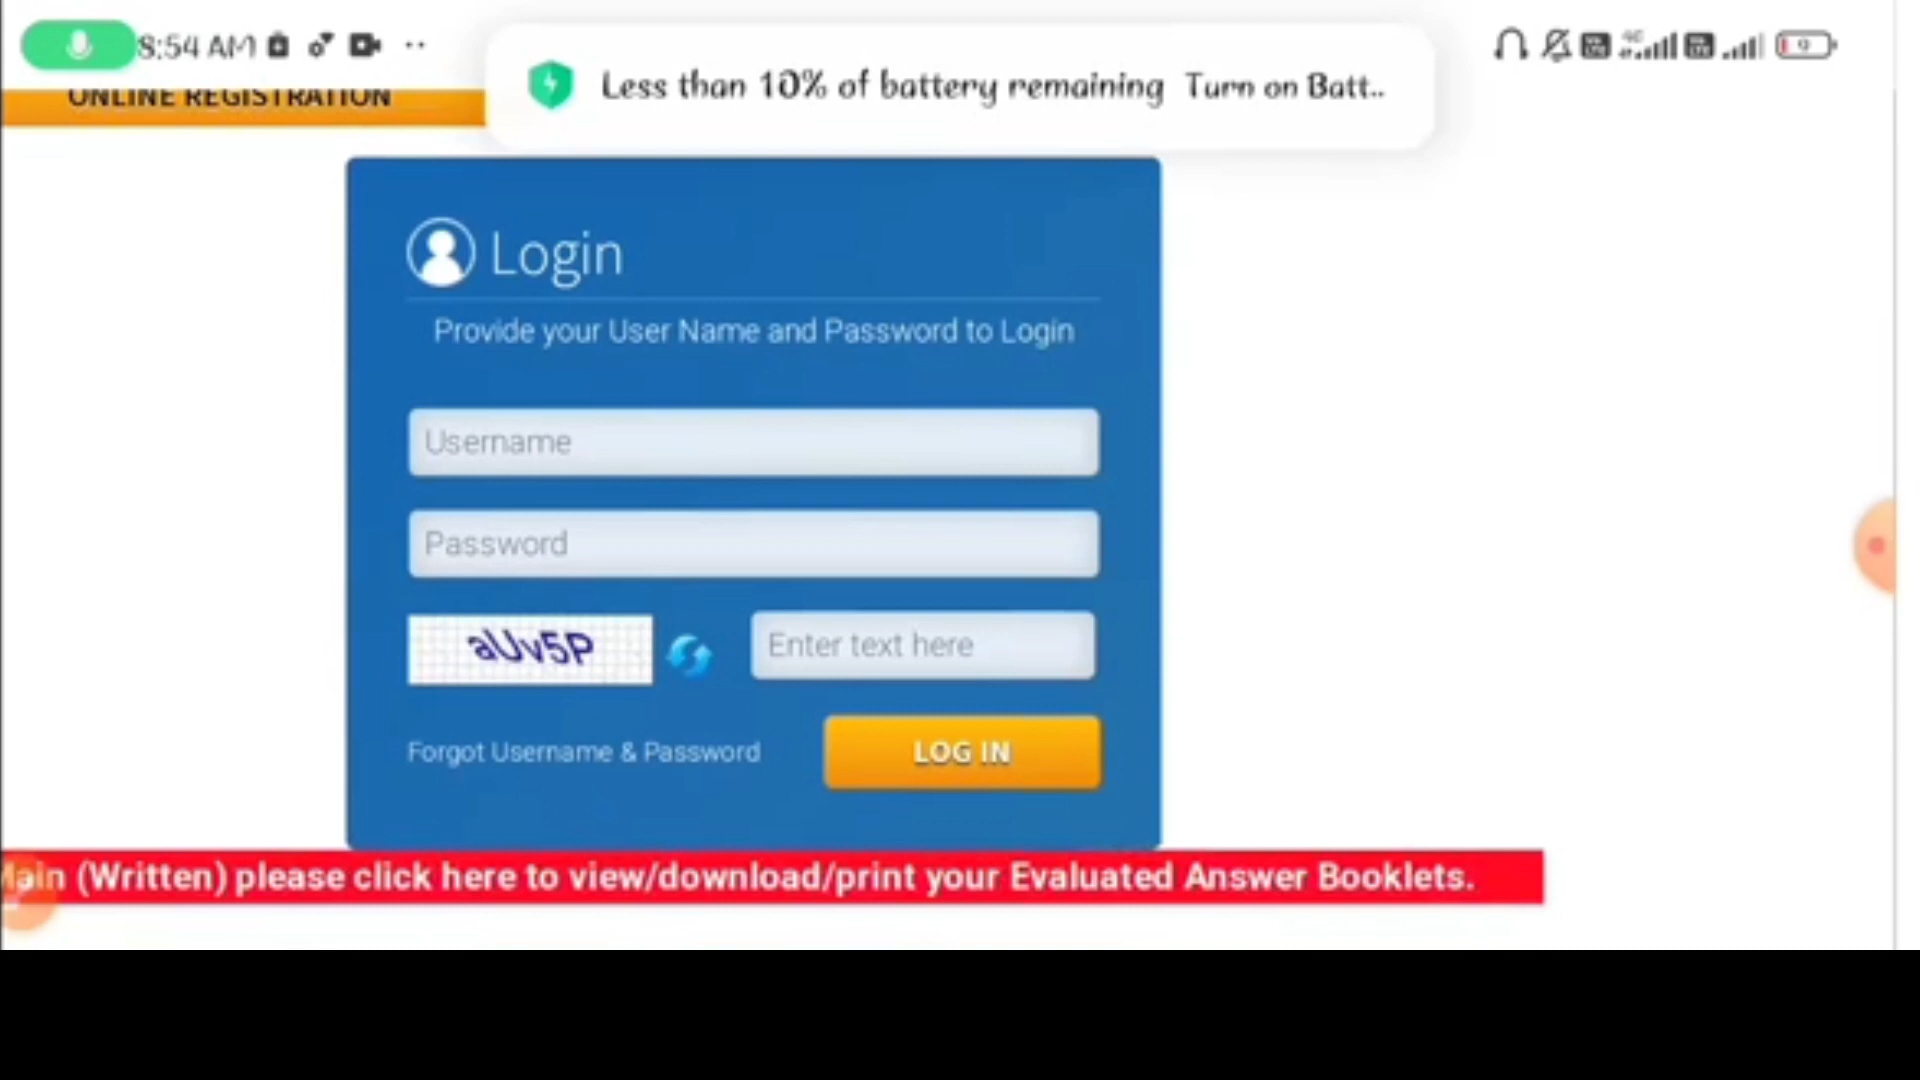 8:54 AM
Less than 10% of battery remaining Turn on Batt..
9
ONLINE REGISTRATION
Login
Provide your User Name and Password to Login
Username
Password
aUv5P
Enter text here
Forgot Username & Password
LOG IN
Main (Written) please click here to view/download/print your Evaluated Answer Booklets.